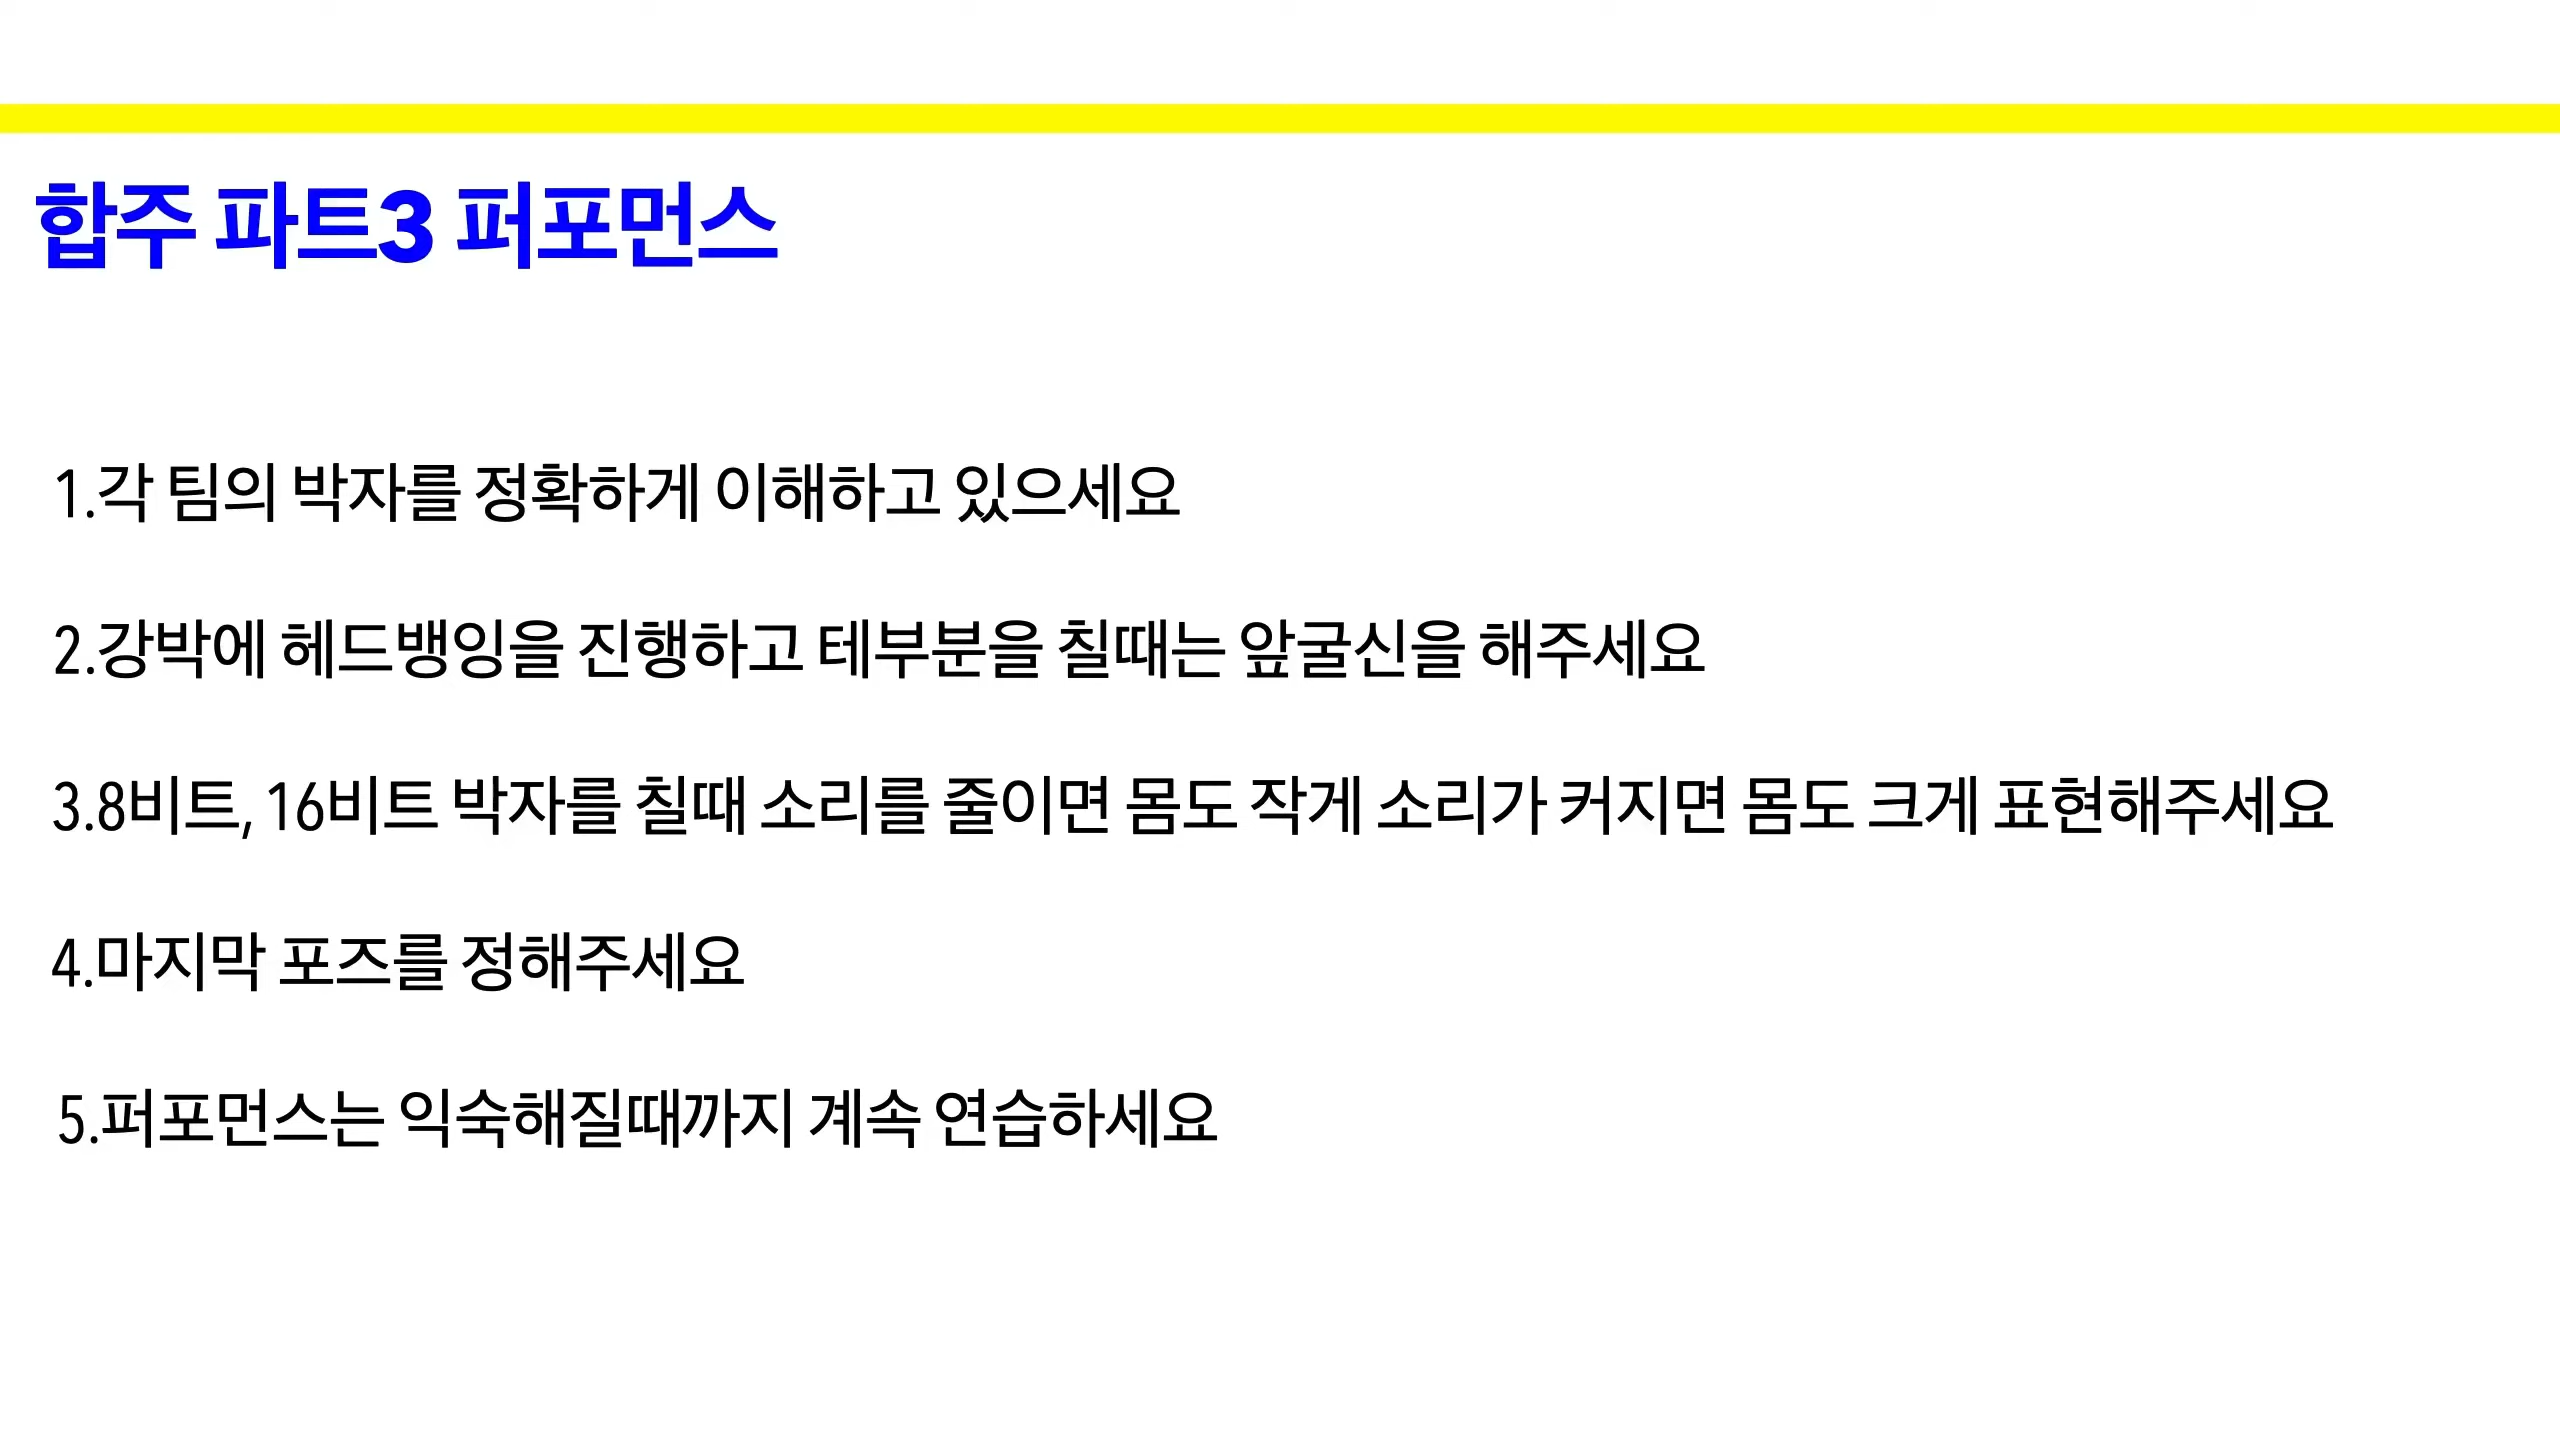 합주 파트3 퍼포먼스
1.각 팀의 박자를 정확하게 이해하고 있으세요
2.강박에 헤드뱅잉을 진행하고 테부분을 칠때는 앞굴신을 해주세요
3.8비트, 16비트 박자를 칠때 소리를 줄이면 몸도 작게 소리가 커지면 몸도 크게 표현해주세요
4.마지막 포즈를 정해주세요
5.퍼포먼스는 익숙해질때까지 계속 연습하세요